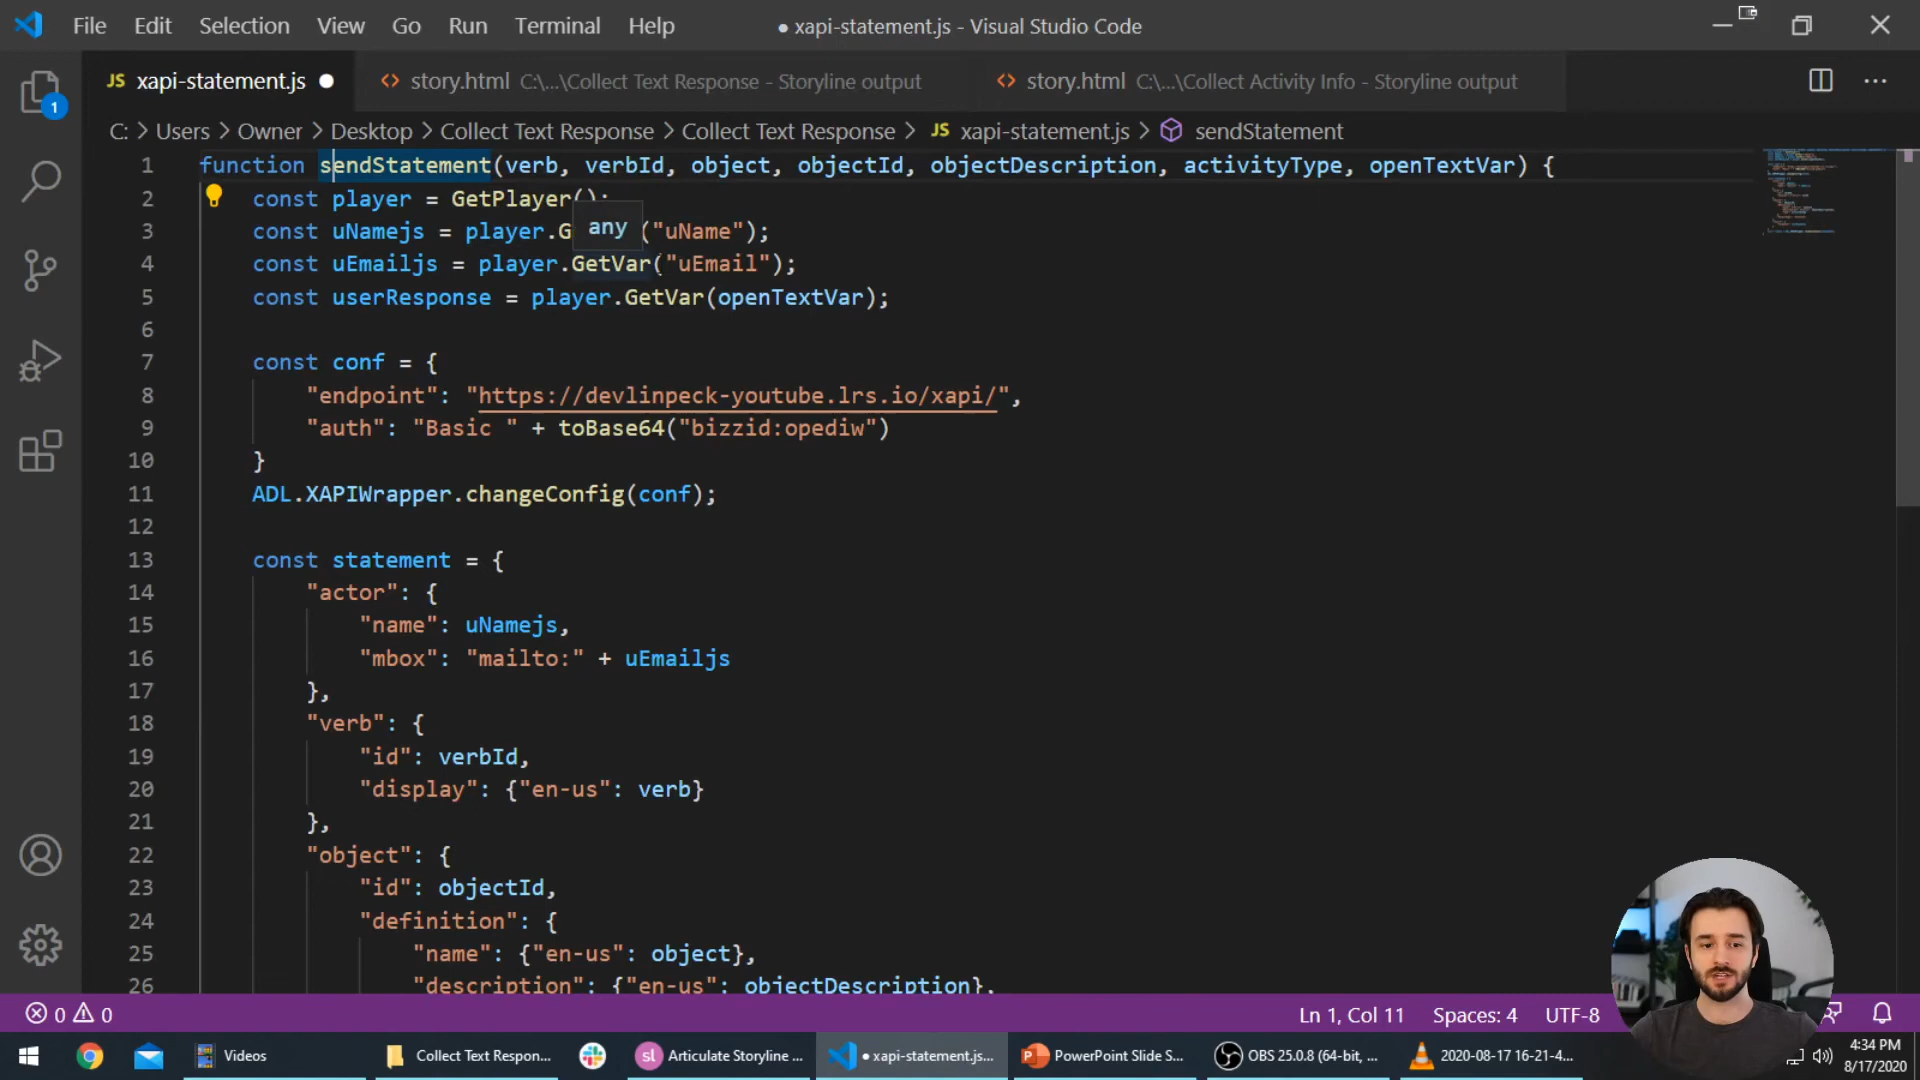 File Edit Selection View Go Run Terminal Help
● xapi-statement.js - Visual Studio Code
JS xapi-statement.js ●
<> story.html C:\...\Collect Text Response - Storyline output
<> story.html C:\...\Collect Activity Info - Storyline output
C: > Users > Owner > Desktop > Collect Text Response > Collect Text Response > JS xapi-statement.js > sendStatement
1 function sendStatement(verb, verbId, object, objectId, objectDescription, activityType, openTextVar) {
2 const player = GetPlayer();
3 const uNamejs = player.G any ("uName");
4 const uEmailjs = player.GetVar("uEmail");
5 const userResponse = player.GetVar(openTextVar);
6
7 const conf = {
8 "endpoint": "https://devlinpeck-youtube.lrs.io/xapi/",
9 "auth": "Basic " + toBase64("bizzid:opediw")
10 }
11 ADL.XAPIWrapper.changeConfig(conf);
12
13 const statement = {
14 "actor": {
15 "name": uNamejs,
16 "mbox": "mailto:" + uEmailjs
17 },
18 "verb": {
19 "id": verbId,
20 "display": {"en-us": verb}
21 },
22 "object": {
23 "id": objectId,
24 "definition": {
25 "name": {"en-us": object},
26 "description": {"en-us": objectDescription},
1
0 0
Ln 1, Col 11 Spaces: 4 UTF-8
Videos
Collect Text Respon...
sl Articulate Storyline ...
● xapi-statement.js...
PowerPoint Slide S...
OBS 25.0.8 (64-bit, ...
2020-08-17 16-21-4...
4:34 PM
8/17/2020